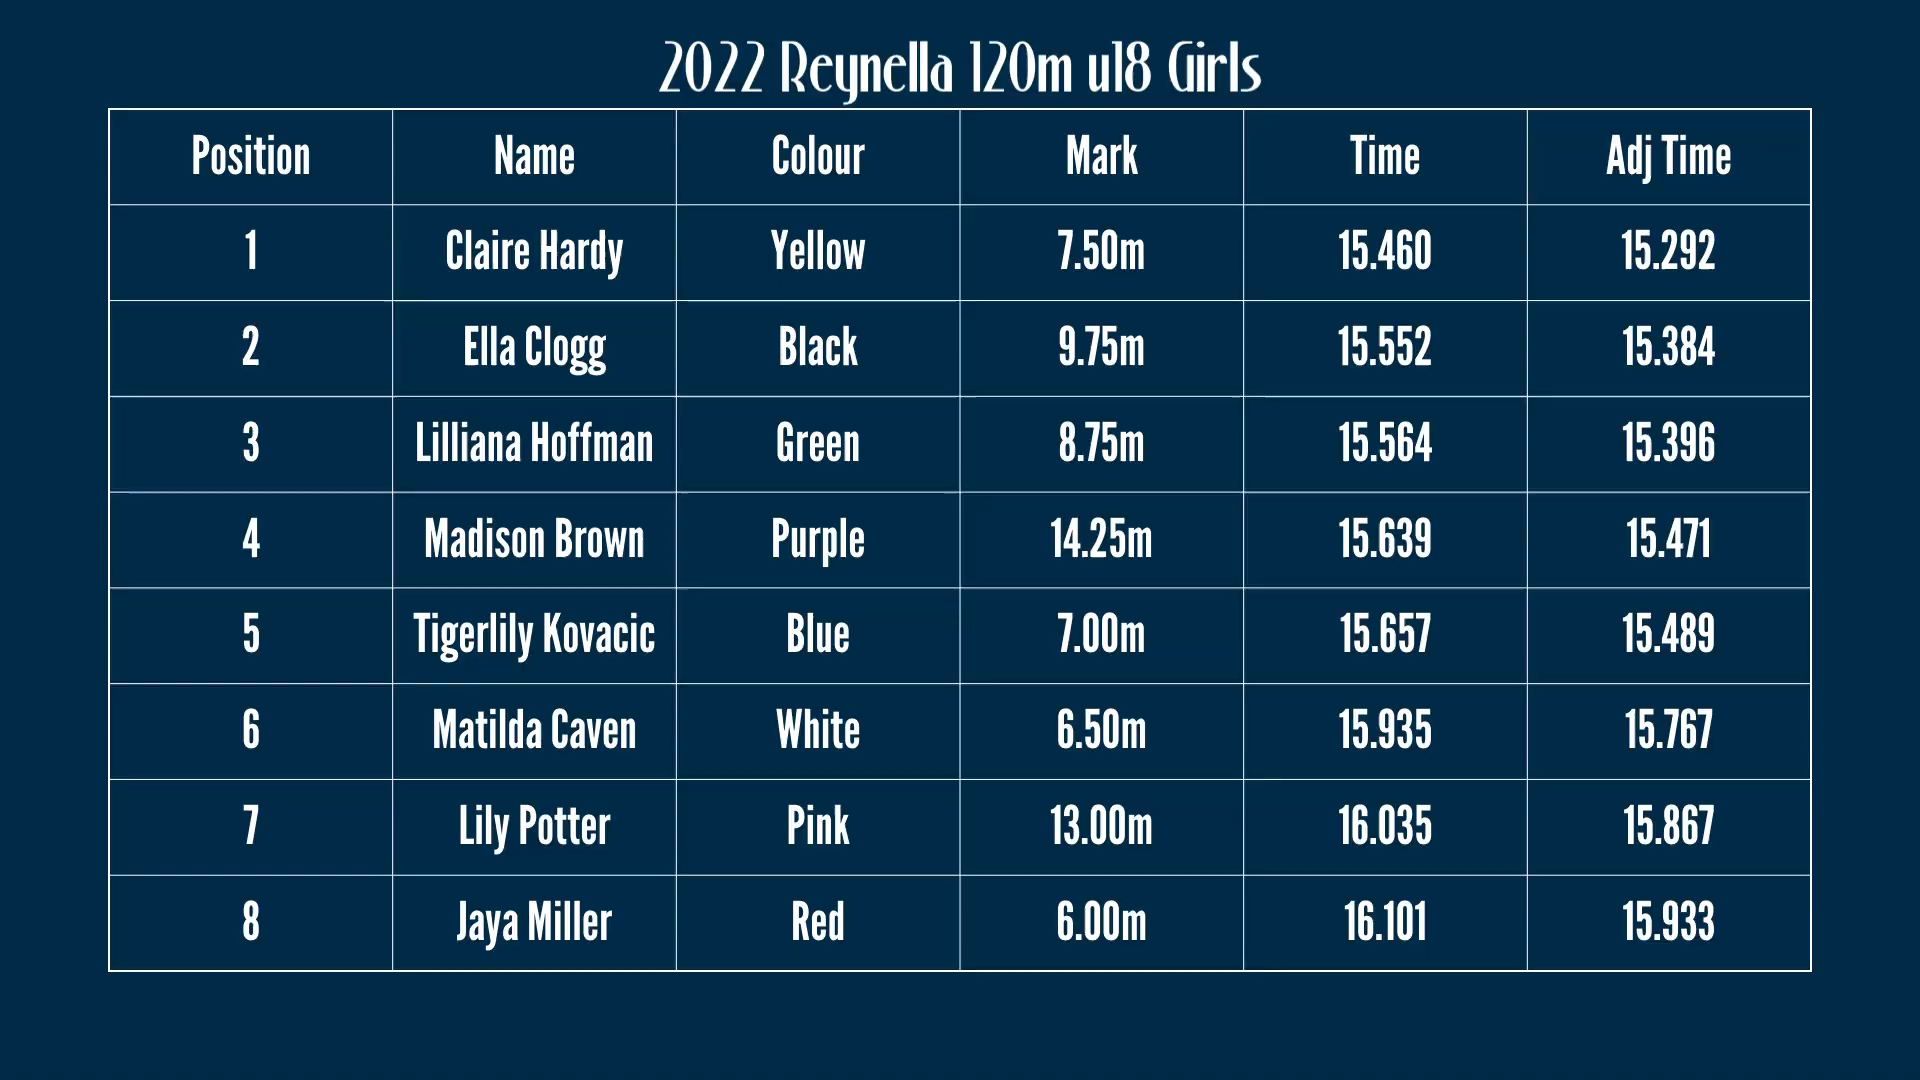 2022 Reynella 120m u18 Girls
Position Name Colour Mark Time Adj Time
1 Claire Hardy Yellow 7.50m 15.460 15.292
2 Ella Clogg Black 9.75m 15.552 15.384
3 Lilliana Hoffman Green 8.75m 15.564 15.396
4 Madison Brown Purple 14.25m 15.639 15.471
5 Tigerlily Kovacic Blue 7.00m 15.657 15.489
6 Matilda Caven White 6.50m 15.935 15.767
7 Lily Potter Pink 13.00m 16.035 15.867
8 Jaya Miller Red 6.00m 16.101 15.933